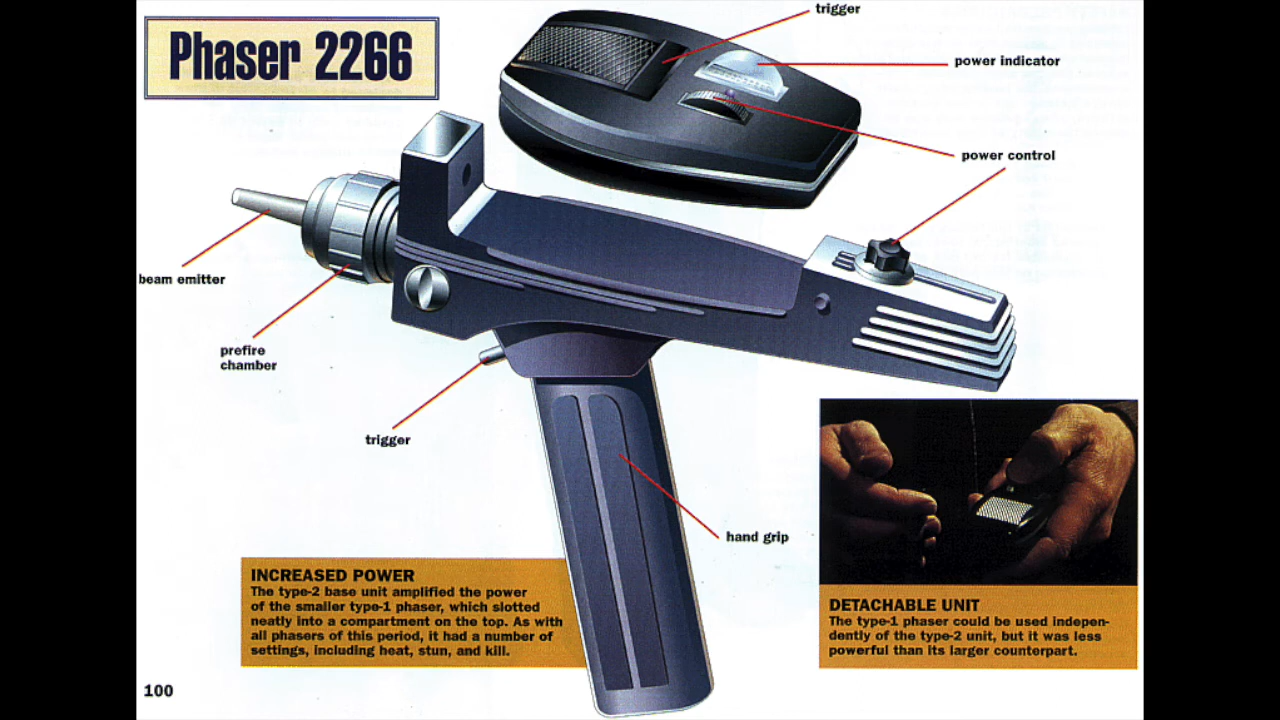 Phaser 2266
trigger
power indicator
power control
beam emitter
prefire
chamber
trigger
hand grip
INCREASED POWER
The type-2 base unit amplified the power
of the smaller type-1 phaser, which slotted
neatly into a compartment on the top. As with
all phasers of this period, it had a number of
settings, including heat, stun, and kill.
DETACHABLE UNIT
The type-1 phaser could be used indepen-
dently of the type-2 unit, but it was less
powerful than its larger counterpart.
100